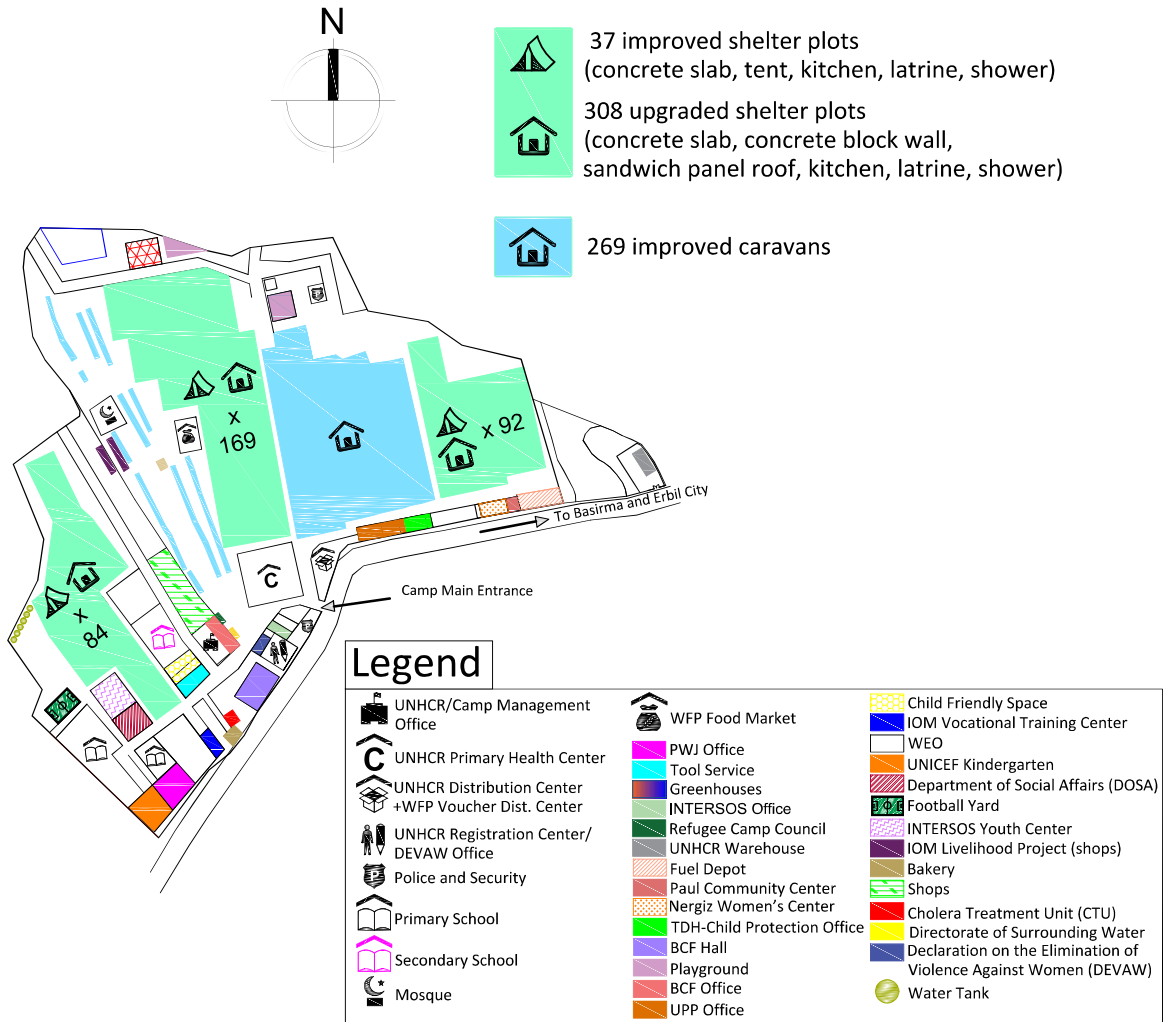 N
37 improved shelter plots
(concrete slab, tent, kitchen, latrine, shower)
308 upgraded shelter plots
(concrete slab, concrete block wall,
sandwich panel roof, kitchen, latrine, shower)
269 improved caravans
x
169
x 92
To Basirma and Erbil City
C
Camp Main Entrance
x
84
Legend
UNHCR/Camp Management
Office
C
UNHCR Primary Health Center
UNHCR Distribution Center
+WFP Voucher Dist. Center
UNHCR Registration Center/
DEVAW Office
Police and Security
Primary School
Secondary School
Mosque
WFP Food Market
PWJ Office
Tool Service
Greenhouses
INTERSOS Office
Refugee Camp Council
UNHCR Warehouse
Fuel Depot
Paul Community Center
Nergiz Women's Center
TDH-Child Protection Office
BCF Hall
Playground
BCF Office
UPP Office
Child Friendly Space
IOM Vocational Training Center
WEO
UNICEF Kindergarten
Department of Social Affairs (DOSA)
Football Yard
INTERSOS Youth Center
IOM Livelihood Project (shops)
Bakery
Shops
Cholera Treatment Unit (CTU)
Directorate of Surrounding Water
Declaration on the Elimination of
Violence Against Women (DEVAW)
Water Tank